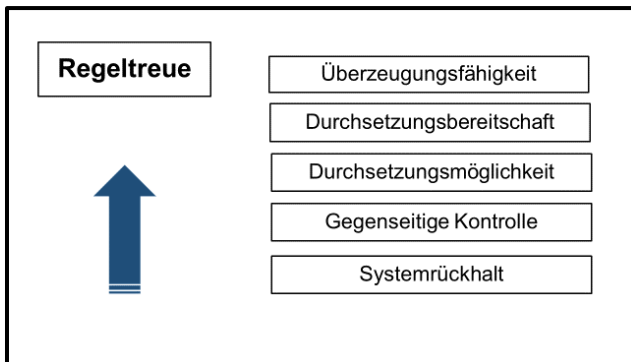 Regeltreue
Überzeugungsfähigkeit
Durchsetzungsbereitschaft
Durchsetzungsmöglichkeit
Gegenseitige Kontrolle
Systemrückhalt